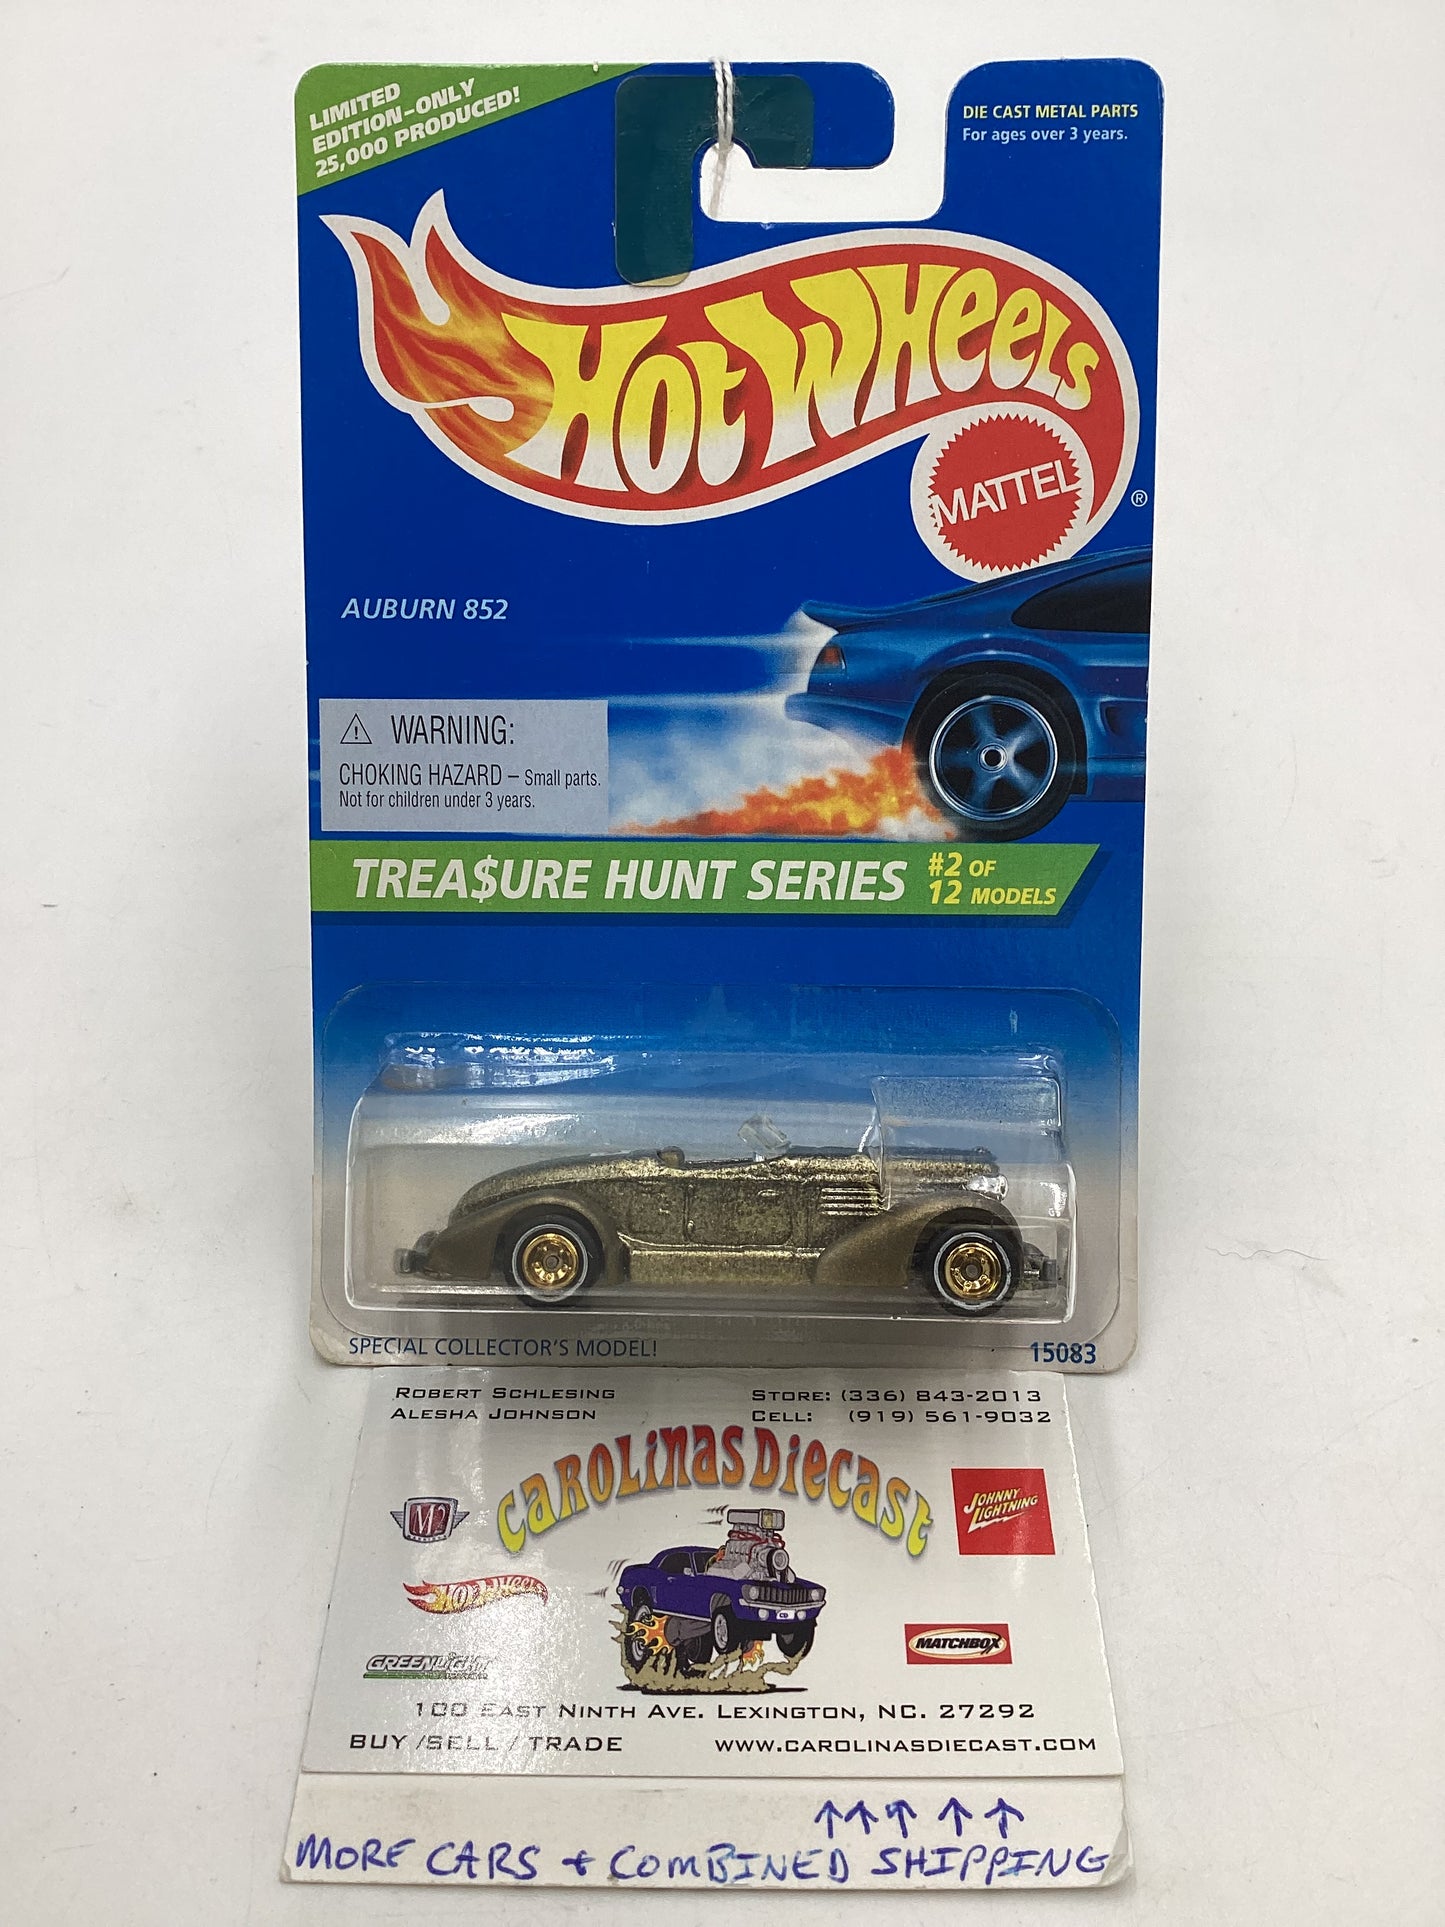 LIMITED
EDITION-ONLY
25,000 PRODUCED!
DIE CAST METAL PARTS
For ages over 3 years.
HOT WHEELS
MATTEL
®
AUBURN 852
⚠ WARNING:
CHOKING HAZARD – Small parts.
Not for children under 3 years.
TREA$URE HUNT SERIES #2 OF
12 MODELS
SPECIAL COLLECTOR'S MODEL!
15083
ROBERT SCHLESING
ALESHA JOHNSON
STORE: (336) 843-2013
CELL: (919) 561-9032
CAROLINAS DIECAST
M2
JOHNNY
LIGHTNING
HOT WHEELS
CD
MATCHBOX
GREENLIGHT
100 EAST NINTH AVE. LEXINGTON, NC. 27292
BUY /SELL / TRADE
WWW.CAROLINASDIECAST.COM
↑↑↑ ↑ ↑
MORE CARS + COMBINED SHIPPING